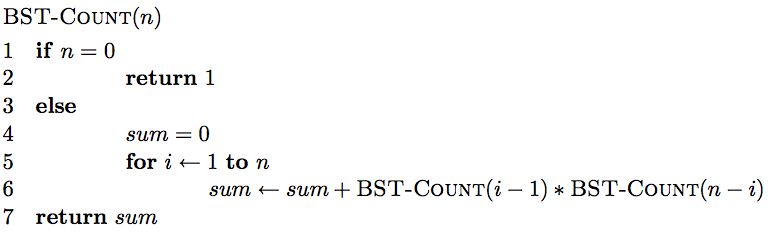 BST-COUNT(n)
1 if n = 0
2 return 1
3 else
4 sum = 0
5 for i ← 1 to n
6 sum ← sum + BST-COUNT(i − 1) ∗ BST-COUNT(n − i)
7 return sum